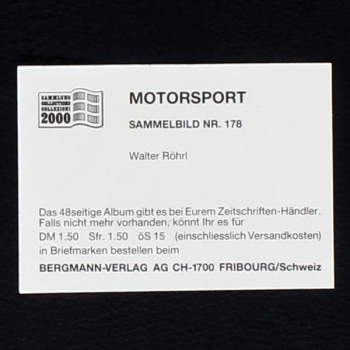 SAMMLUNG
COLLECTIONS
COLLEZIONI
2000
MOTORSPORT
SAMMELBILD NR. 178
Walter Röhrl
Das 48seitige Album gibt es bei Eurem Zeitschriften-Händler.
Falls nicht mehr vorhanden, könnt Ihr es für
DM 1.50 Sfr. 1.50 öS 15 (einschliesslich Versandkosten)
in Briefmarken bestellen beim
BERGMANN-VERLAG AG CH-1700 FRIBOURG/Schweiz